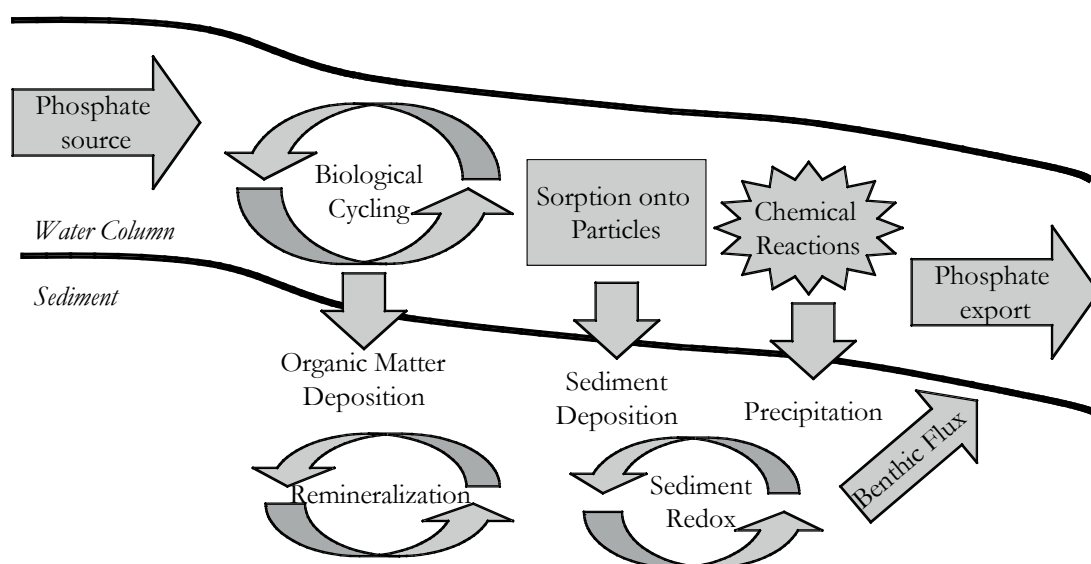 Phosphate
source
Biological
Cycling
Sorption onto
Particles
Chemical
Reactions
Water Column
Sediment
Phosphate
export
Organic Matter
Deposition
Sediment
Deposition
Precipitation
Benthic Flux
Remineralization
Sediment
Redox